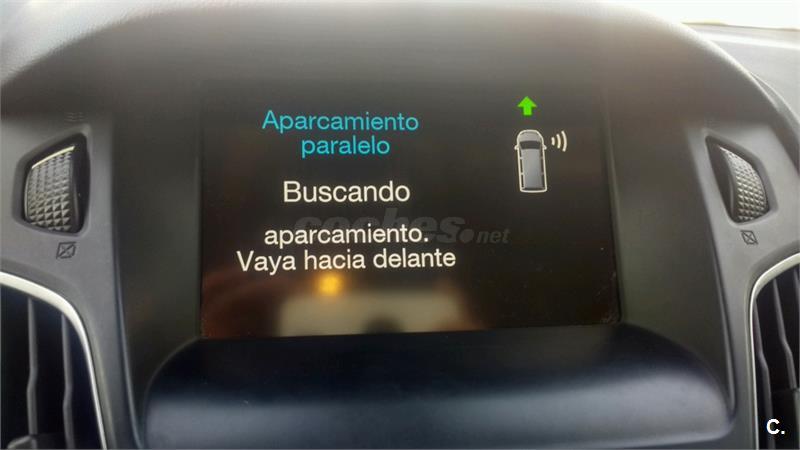 Aparcamiento
paralelo
Buscando
coches.net
aparcamiento.
Vaya hacia delante
C.